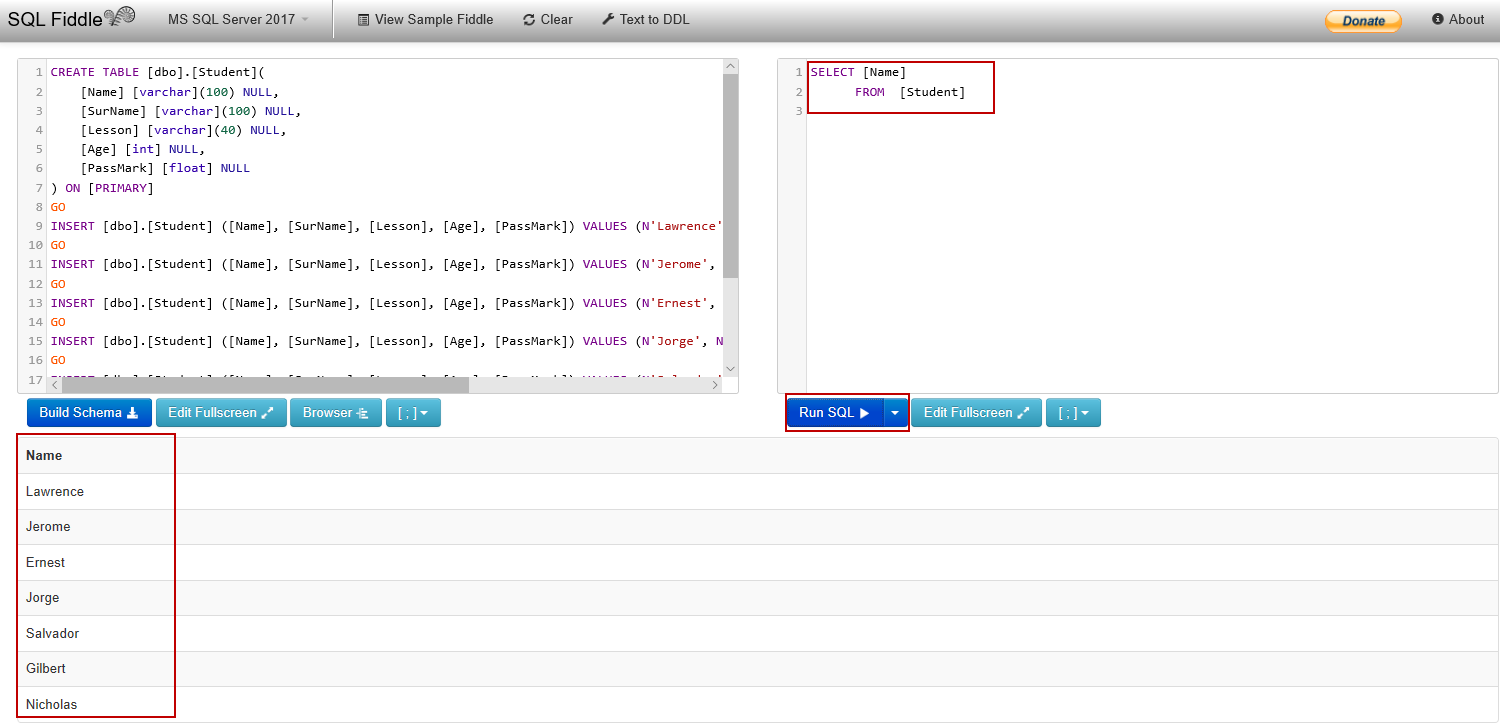 SQL Fiddle
MS SQL Server 2017
View Sample Fiddle
Clear
Text to DDL
Donate
About
1 CREATE TABLE [dbo].[Student](
2 [Name] [varchar](100) NULL,
3 [SurName] [varchar](100) NULL,
4 [Lesson] [varchar](40) NULL,
5 [Age] [int] NULL,
6 [PassMark] [float] NULL
7 ) ON [PRIMARY]
8 GO
9 INSERT [dbo].[Student] ([Name], [SurName], [Lesson], [Age], [PassMark]) VALUES (N'Lawrence'
10 GO
11 INSERT [dbo].[Student] ([Name], [SurName], [Lesson], [Age], [PassMark]) VALUES (N'Jerome',
12 GO
13 INSERT [dbo].[Student] ([Name], [SurName], [Lesson], [Age], [PassMark]) VALUES (N'Ernest',
14 GO
15 INSERT [dbo].[Student] ([Name], [SurName], [Lesson], [Age], [PassMark]) VALUES (N'Jorge', N
16 GO
17
1 SELECT [Name]
2 FROM [Student]
3
Build Schema
Edit Fullscreen
Browser
[ ; ]
Run SQL
Edit Fullscreen
[ ; ]
Name
Lawrence
Jerome
Ernest
Jorge
Salvador
Gilbert
Nicholas